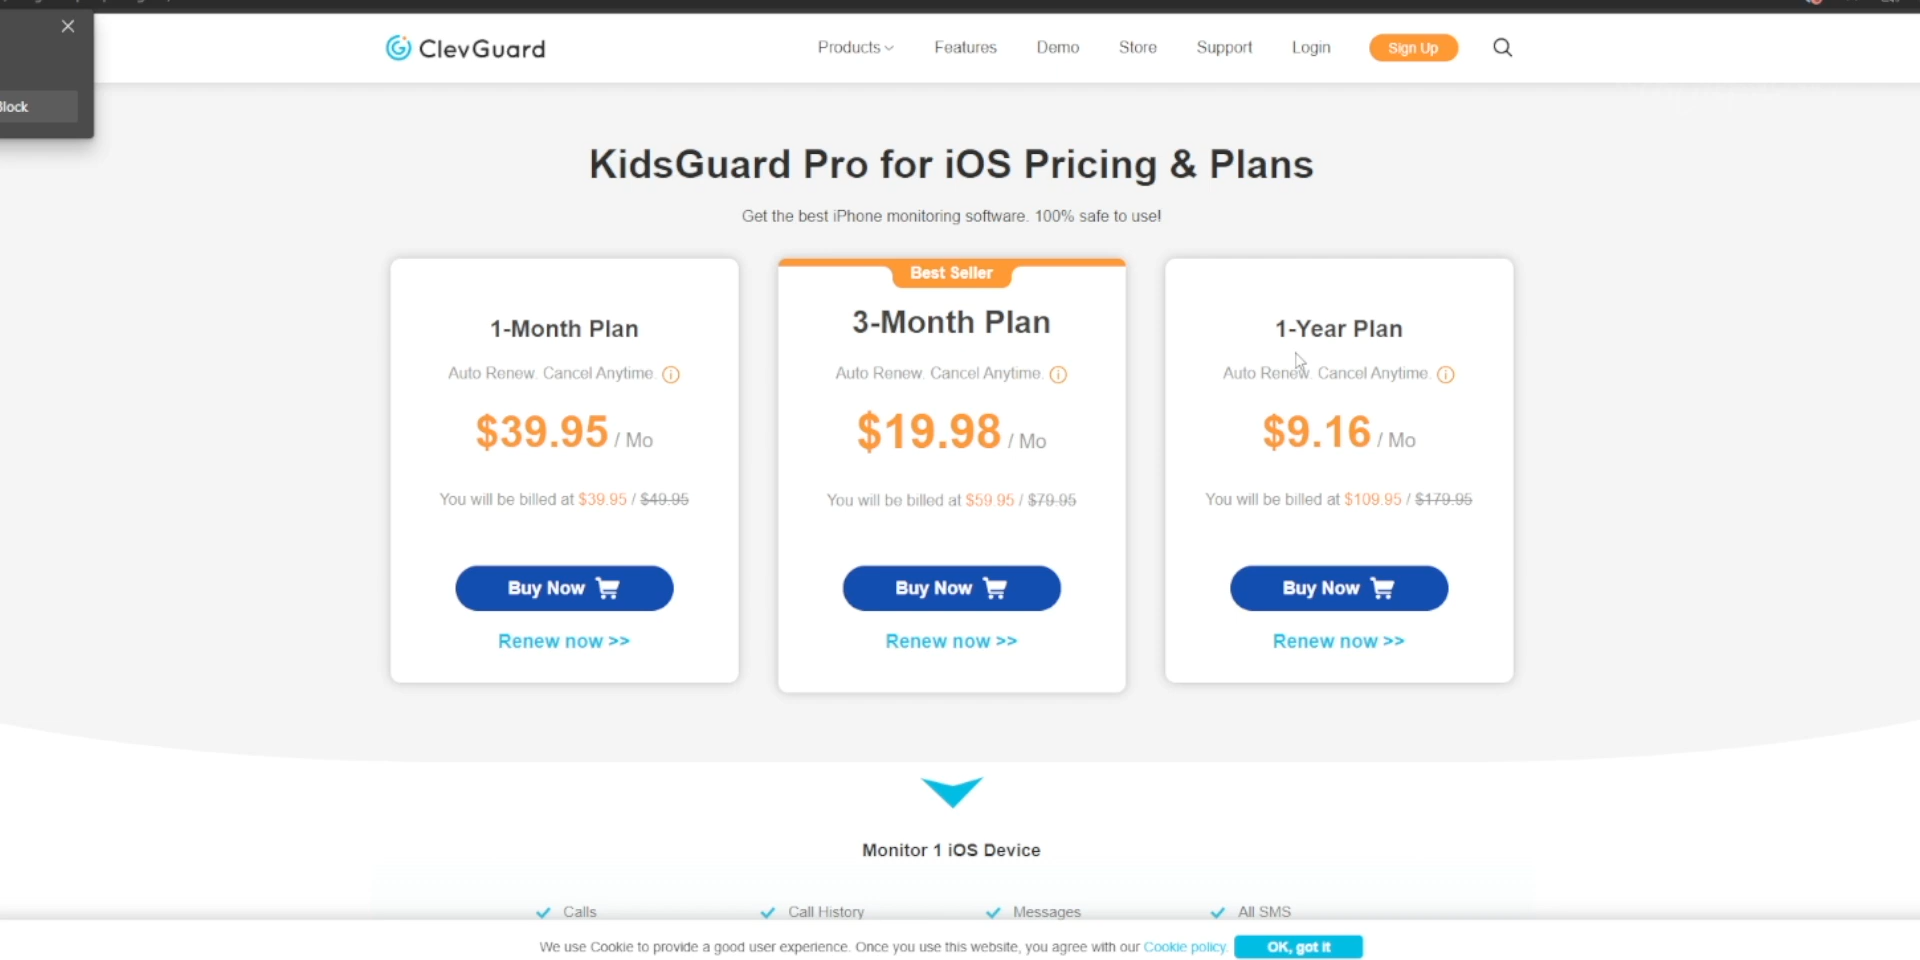 Block
ClevGuard
Products Features Demo Store Support Login Sign Up
KidsGuard Pro for iOS Pricing & Plans
Get the best iPhone monitoring software. 100% safe to use!
1-Month Plan
Auto Renew. Cancel Anytime.
$39.95 / Mo
You will be billed at $39.95 / $49.95
Buy Now
Renew now >>
Best Seller
3-Month Plan
Auto Renew. Cancel Anytime.
$19.98 / Mo
You will be billed at $59.95 / $79.95
Buy Now
Renew now >>
1-Year Plan
Auto Renew. Cancel Anytime.
$9.16 / Mo
You will be billed at $109.95 / $179.95
Buy Now
Renew now >>
Monitor 1 iOS Device
Calls Call History Messages All SMS
We use Cookie to provide a good user experience. Once you use this website, you agree with our Cookie policy. OK, got it